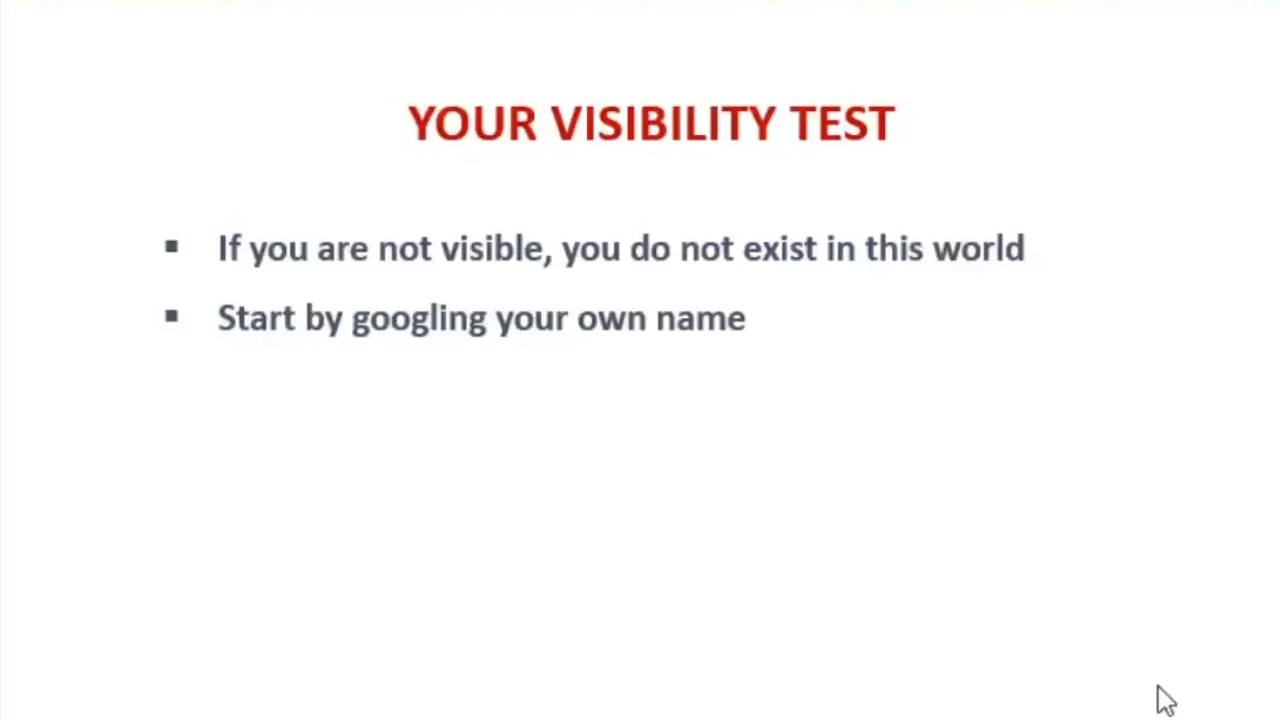 YOUR VISIBILITY TEST
▪ If you are not visible, you do not exist in this world
▪ Start by googling your own name